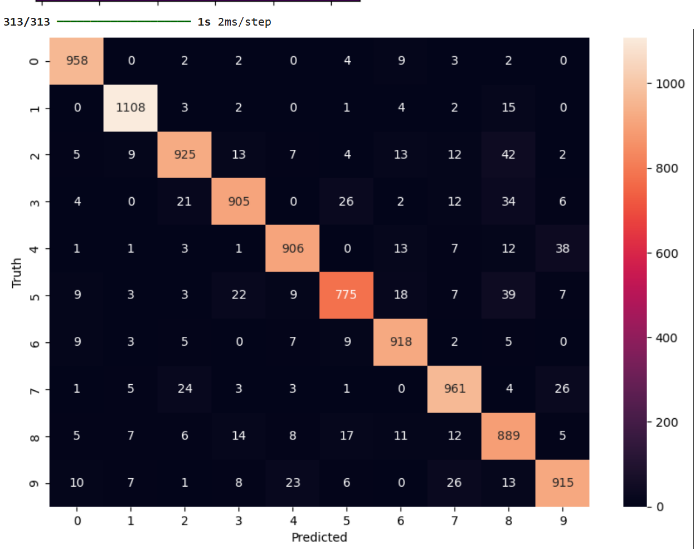 313/313 1s 2ms/step
0 958 0 2 2 0 4 9 3 2 0
1 0 1108 3 2 0 1 4 2 15 0
2 5 9 925 13 7 4 13 12 42 2
3 4 0 21 905 0 26 2 12 34 6
4 1 1 3 1 906 0 13 7 12 38
5 9 3 3 22 9 775 18 7 39 7
6 9 3 5 0 7 9 918 2 5 0
7 1 5 24 3 3 1 0 961 4 26
8 5 7 6 14 8 17 11 12 889 5
9 10 7 1 8 23 6 0 26 13 915
0 1 2 3 4 5 6 7 8 9
Predicted
Truth
1000
800
600
400
200
0